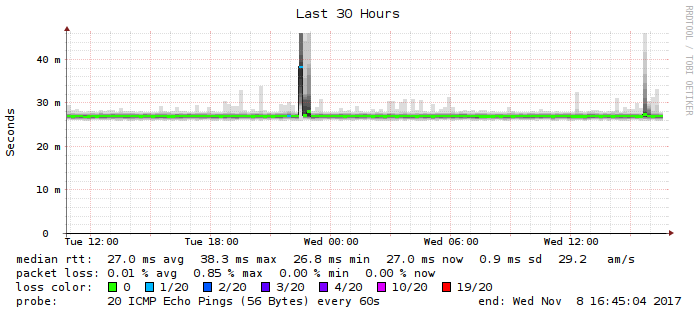 Last 30 Hours
RRDTOOL / TOBI OETIKER
Seconds
40 m
30 m
20 m
10 m
0
Tue 12:00 Tue 18:00 Wed 00:00 Wed 06:00 Wed 12:00
median rtt: 27.0 ms avg 38.3 ms max 26.8 ms min 27.0 ms now 0.9 ms sd 29.2 am/s
packet loss: 0.01 % avg 0.85 % max 0.00 % min 0.00 % now
loss color: 0 1/20 2/20 3/20 4/20 10/20 19/20
probe: 20 ICMP Echo Pings (56 Bytes) every 60s end: Wed Nov 8 16:45:04 2017